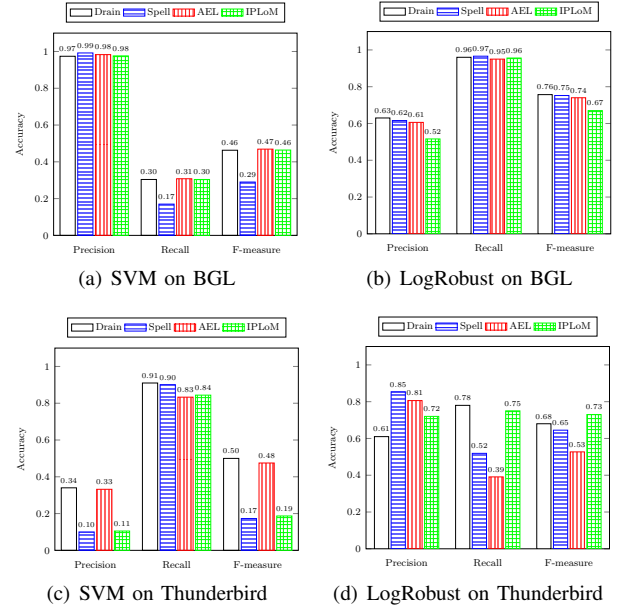 Drain Spell AEL IPLoM
1
0.8
0.6
0.4
0.2
0
Accuracy
0.97 0.99 0.98 0.98
0.30 0.17 0.31 0.30
0.46 0.29 0.47 0.46
Precision Recall F-measure
(a) SVM on BGL
Drain Spell AEL IPLoM
1
0.8
0.6
0.4
0.2
0
Accuracy
0.63 0.62 0.61 0.52
0.96 0.97 0.95 0.96
0.76 0.75 0.74 0.67
Precision Recall F-measure
(b) LogRobust on BGL
Drain Spell AEL IPLoM
1
0.8
0.6
0.4
0.2
0
Accuracy
0.34 0.10 0.33 0.11
0.91 0.90 0.83 0.84
0.50 0.17 0.48 0.19
Precision Recall F-measure
(c) SVM on Thunderbird
Drain Spell AEL IPLoM
1
0.8
0.6
0.4
0.2
0
Accuracy
0.61 0.85 0.81 0.72
0.78 0.52 0.39 0.75
0.68 0.65 0.53 0.73
Precision Recall F-measure
(d) LogRobust on Thunderbird